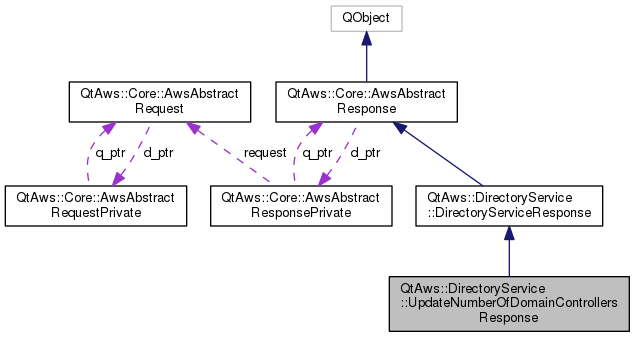 QObject
QtAws::Core::AwsAbstract
Request
QtAws::Core::AwsAbstract
Response
q_ptr
d_ptr
request
q_ptr
d_ptr
QtAws::Core::AwsAbstract
RequestPrivate
QtAws::Core::AwsAbstract
ResponsePrivate
QtAws::DirectoryService
::DirectoryServiceResponse
QtAws::DirectoryService
::UpdateNumberOfDomainControllers
Response